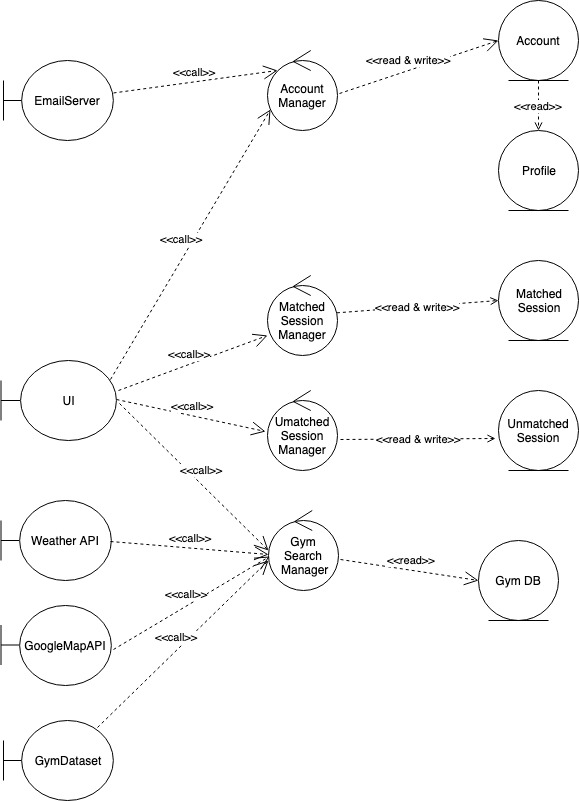 Account
<<read & write>>
<<call>>
EmailServer
Account
Manager
<<read>>
Profile
<<call>>
Matched
Session
Manager
<<read & write>>
Matched
Session
<<call>>
UI
<<call>>
Umatched
Session
Manager
<<read & write>>
Unmatched
Session
<<call>>
Weather API
<<call>>
Gym
Search
Manager
<<read>>
Gym DB
<<call>>
GoogleMapAPI
<<call>>
GymDataset